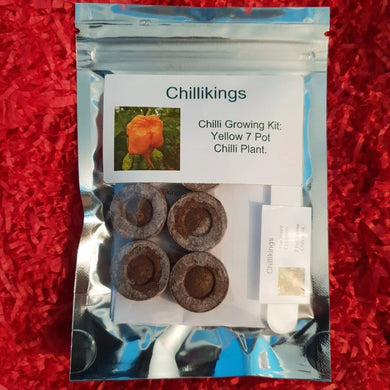 Chillikings
Chilli Growing Kit:
Yellow 7 Pot
Chilli Plant.
Chillikings